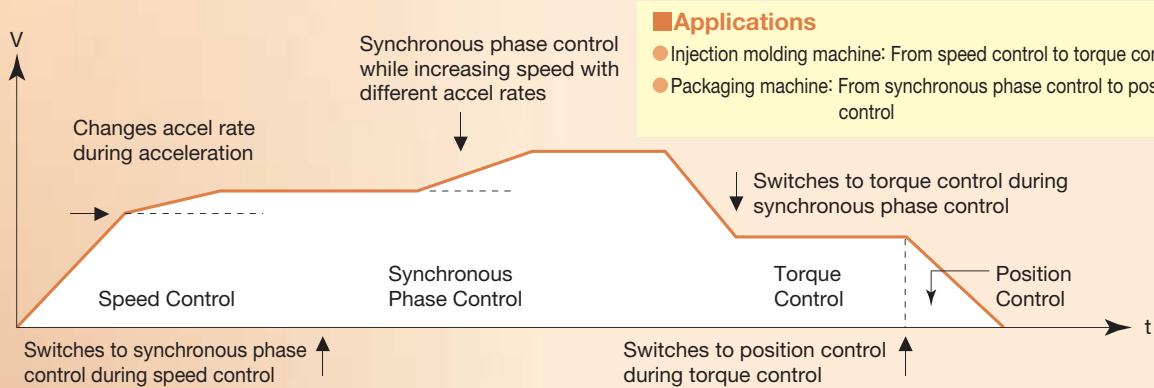 V
Synchronous phase control
while increasing speed with
different accel rates
■Applications
●Injection molding machine: From speed control to torque
●Packaging machine: From synchronous phase control to
control
Changes accel rate
during acceleration
Switches to torque control during
synchronous phase control
Speed Control
Synchronous
Phase Control
Torque
Control
Position
Control
t
Switches to synchronous phase
control during speed control
Switches to position control
during torque control